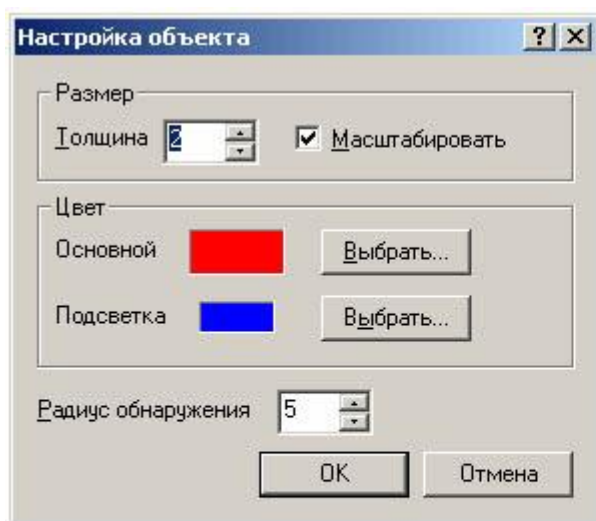 Настройка объекта
Размер
Толщина 2 Масштабировать
Цвет
Основной Выбрать...
Подсветка Выбрать...
Радиус обнаружения 5
OK Отмена